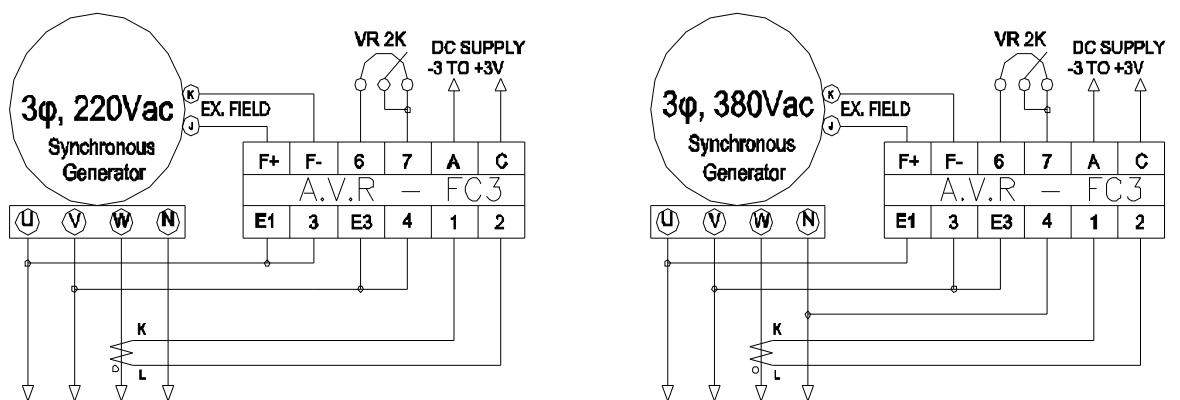 VR 2K
DC SUPPLY
-3 TO +3V
K
3φ, 220Vac
EX. FIELD
J
Synchronous
Generator
F+ F- 6 7 A C
A.V.R - FC3
U V W N
E1 3 E3 4 1 2
K
L
VR 2K
DC SUPPLY
-3 TO +3V
K
3φ, 380Vac
EX. FIELD
J
Synchronous
Generator
F+ F- 6 7 A C
A.V.R - FC3
U V W N
E1 3 E3 4 1 2
K
L